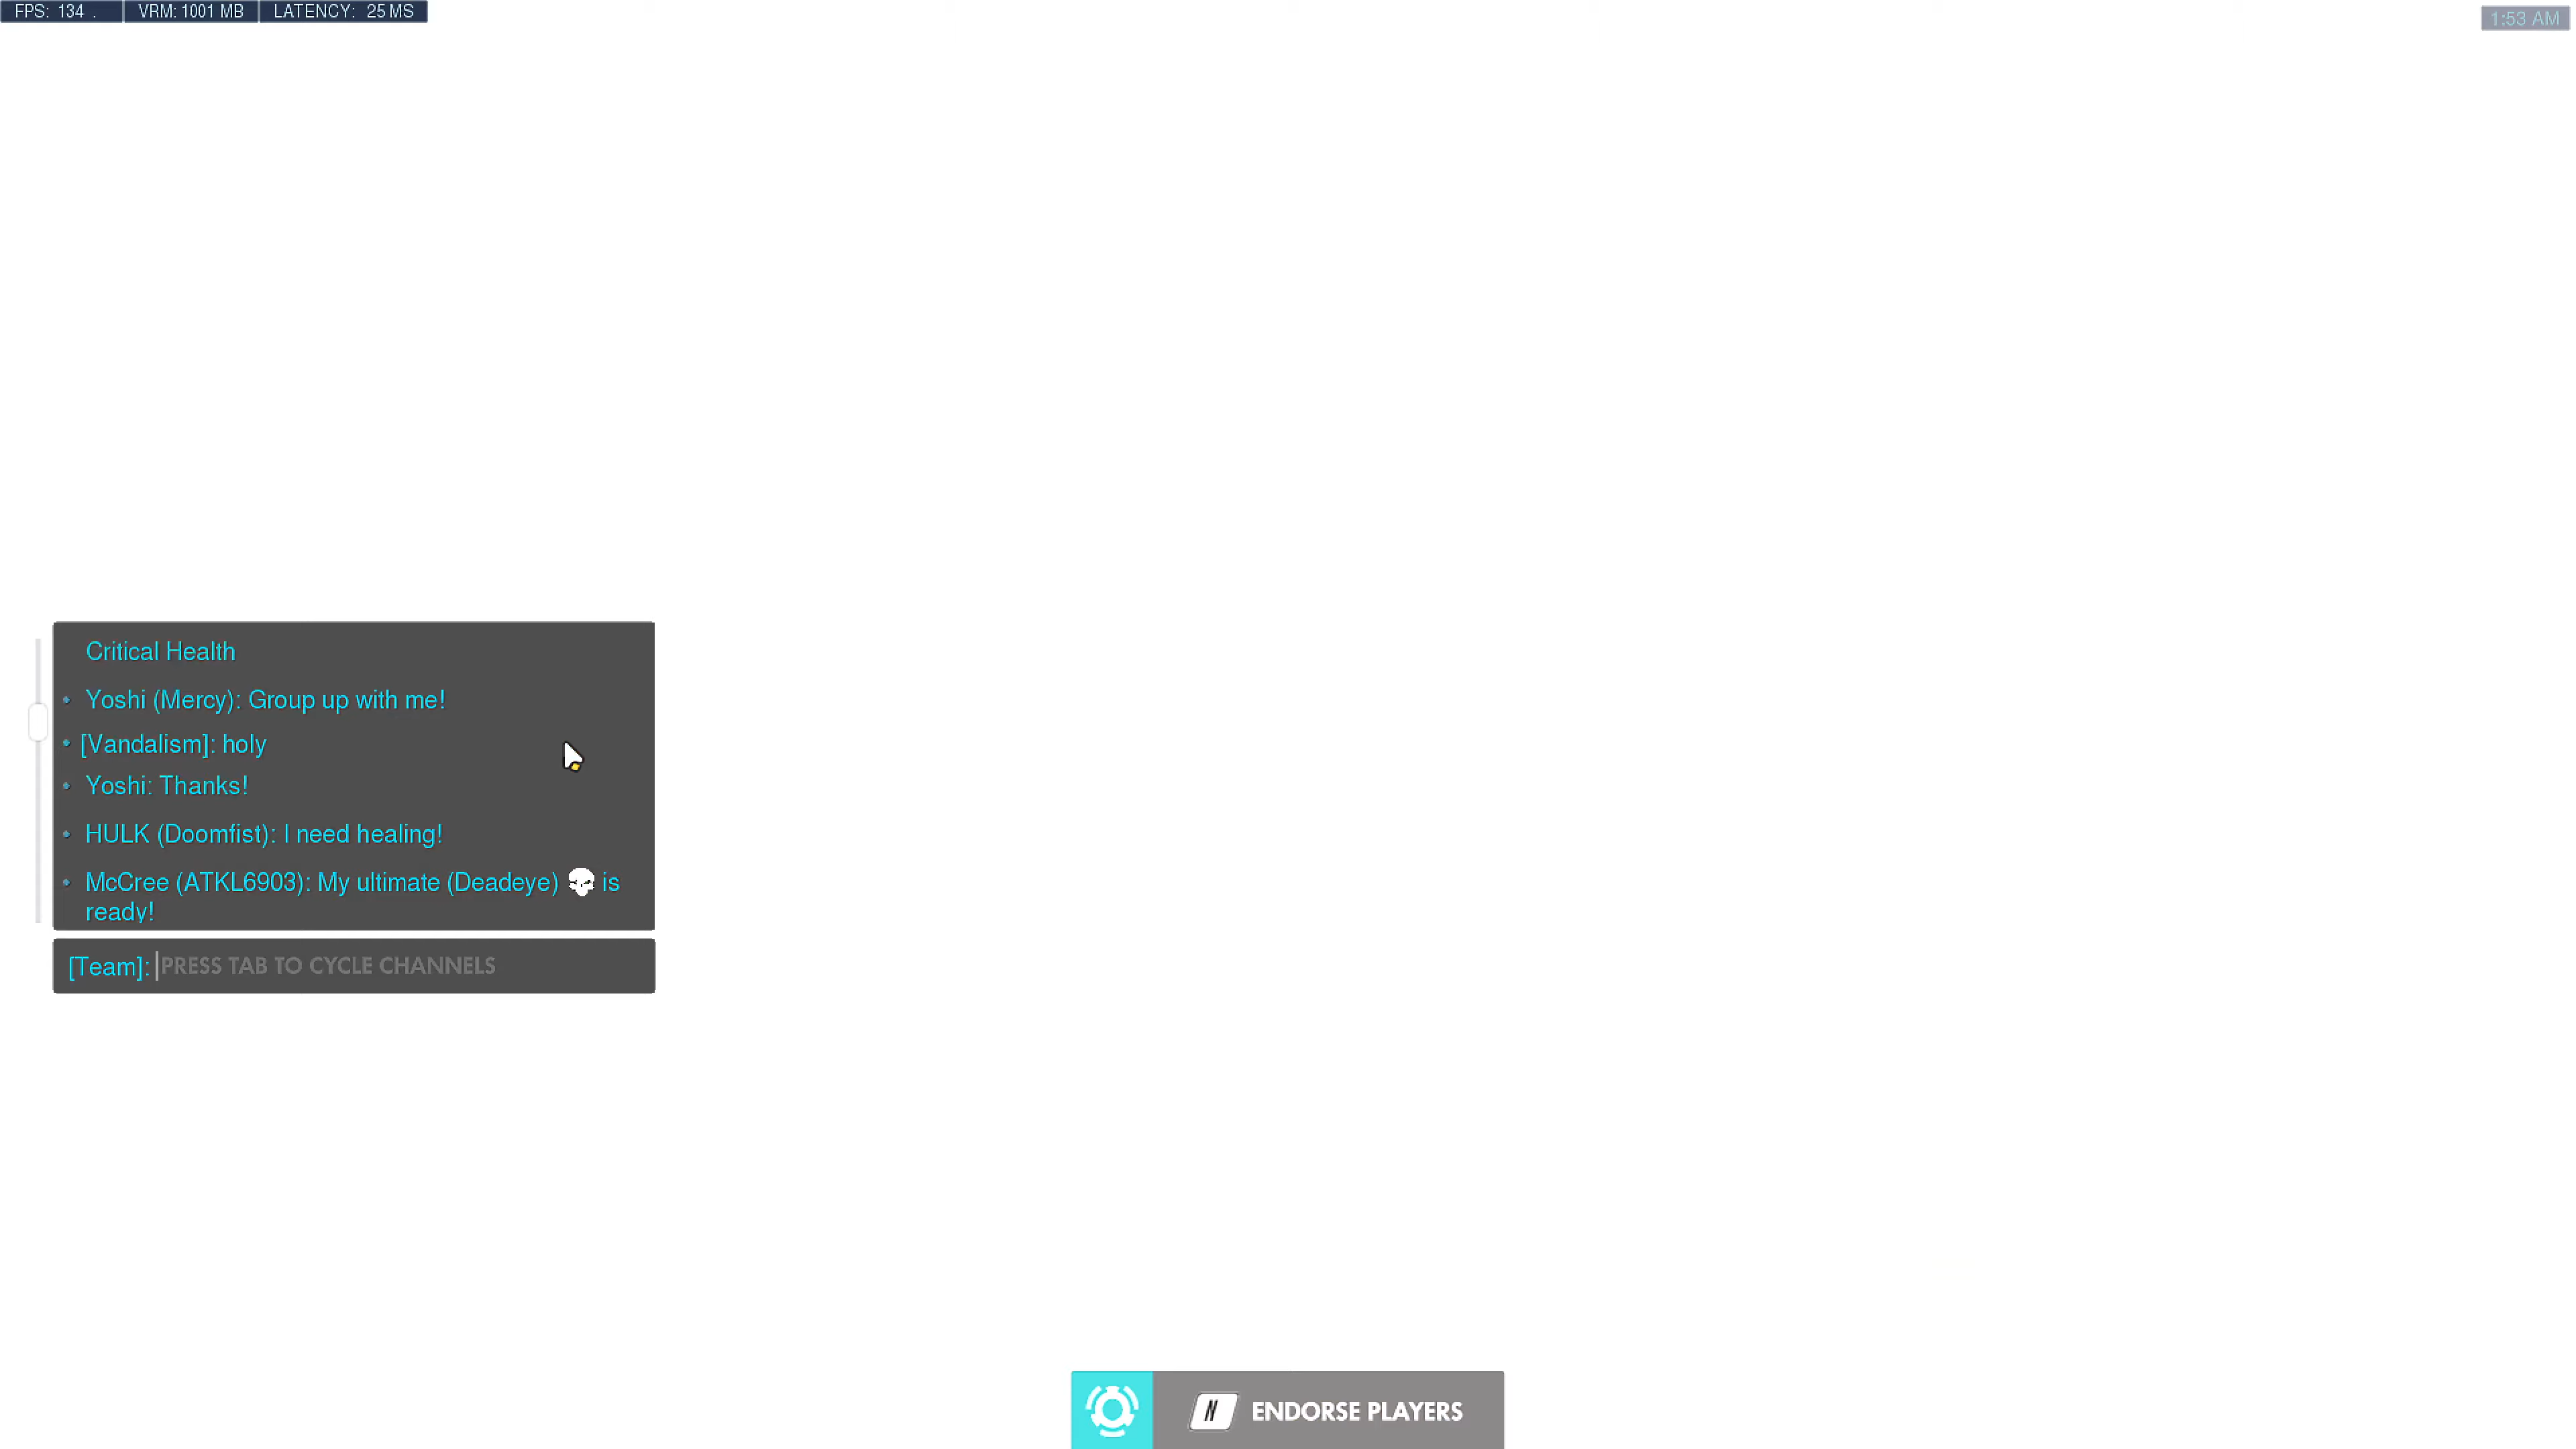 FPS: 134 . VRM: 1001 MB LATENCY: 25 MS
1:53 AM
Critical Health
• Yoshi (Mercy): Group up with me!
• [Vandalism]: holy
• Yoshi: Thanks!
• HULK (Doomfist): I need healing!
• McCree (ATKL6903): My ultimate (Deadeye) is
ready!
[Team]: PRESS TAB TO CYCLE CHANNELS
N ENDORSE PLAYERS